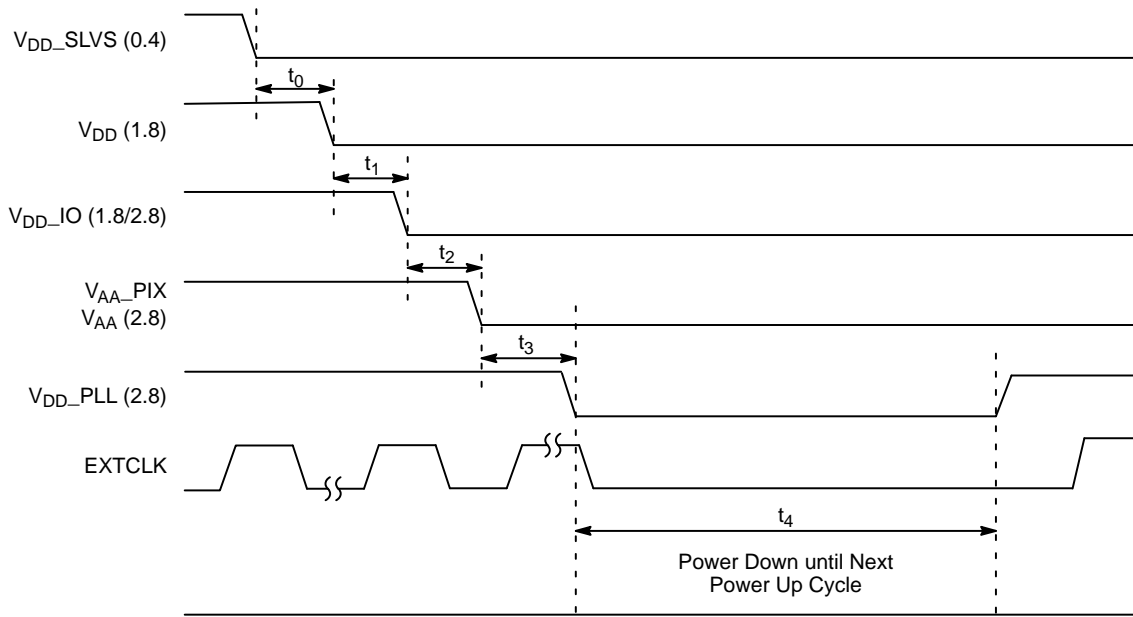 V_DD_SLVS (0.4)
t_0
V_DD (1.8)
t_1
V_DD_IO (1.8/2.8)
t_2
V_AA_PIX
V_AA (2.8)
t_3
V_DD_PLL (2.8)
EXTCLK
t_4
Power Down until Next
Power Up Cycle